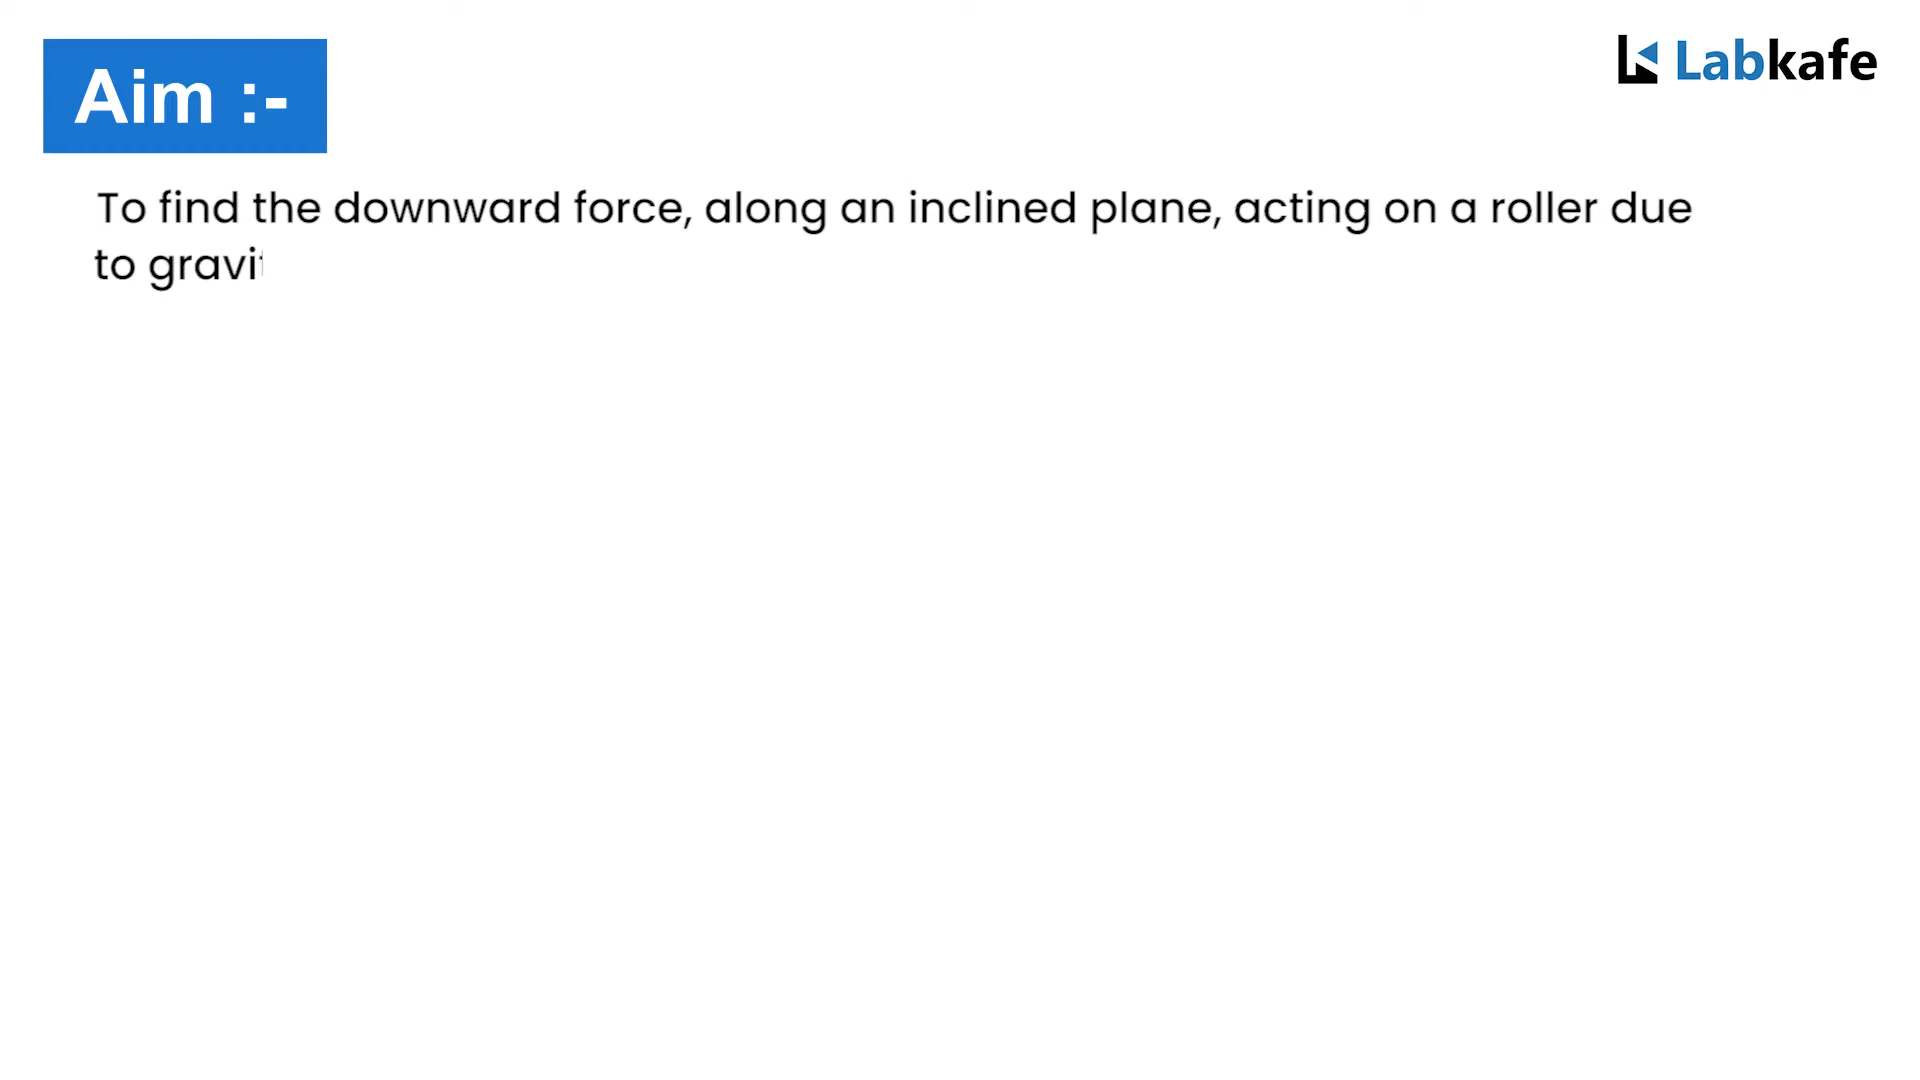 Aim :-
Labkafe
To find the downward force, along an inclined plane, acting on a roller due
to gravi